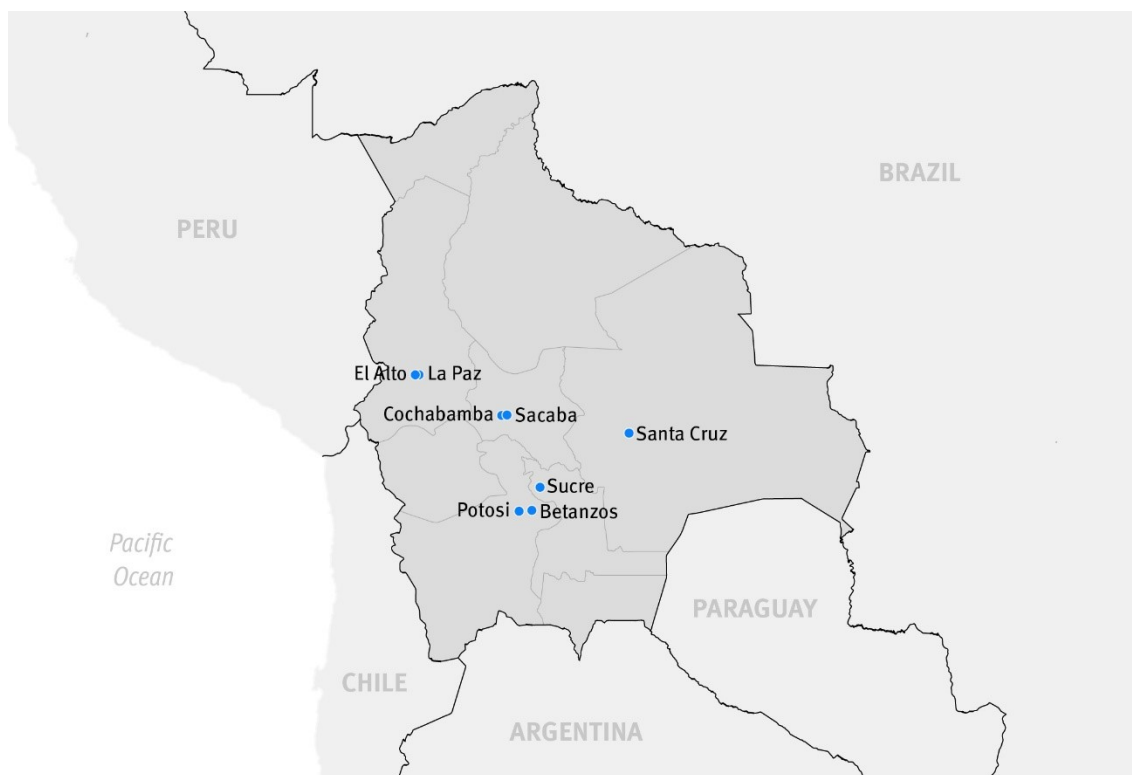 BRAZIL
PERU
El Alto
La Paz
Cochabamba
Sacaba
Santa Cruz
Sucre
Potosi
Betanzos
Pacific
Ocean
PARAGUAY
CHILE
ARGENTINA